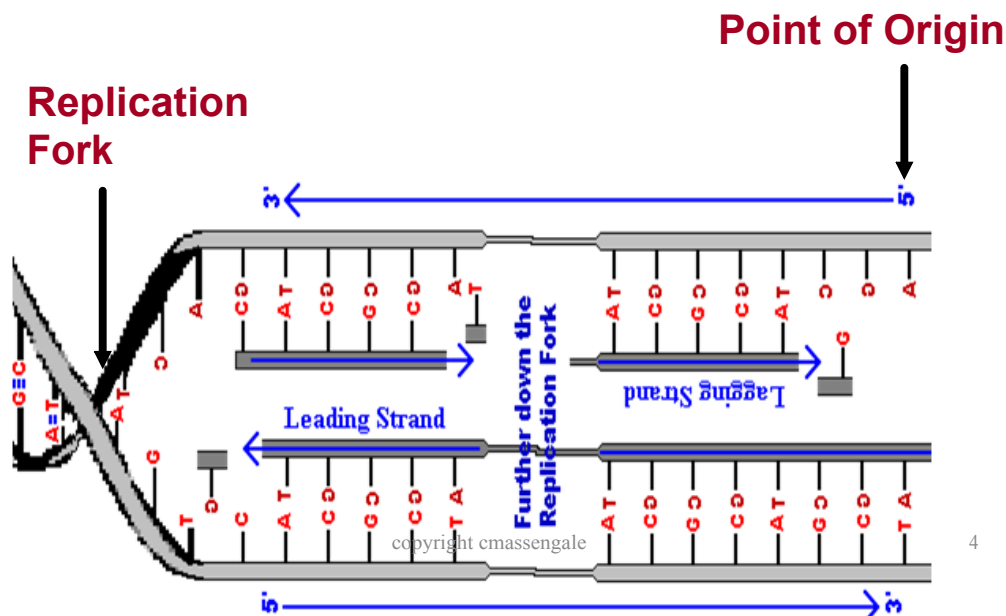 Point of Origin
Replication
Fork
3'
5'
A
G C
T A
G C
C G
G C
A
T
T A
G C
C G
G C
T A
C
G
A
G
C
A T
G≡C
A=T
Further down the
Replication Fork
Lagging Strand
Leading Strand
G
T
G
C
A T
G C
G C
T A
copyright cmassengale
4
5'
3'